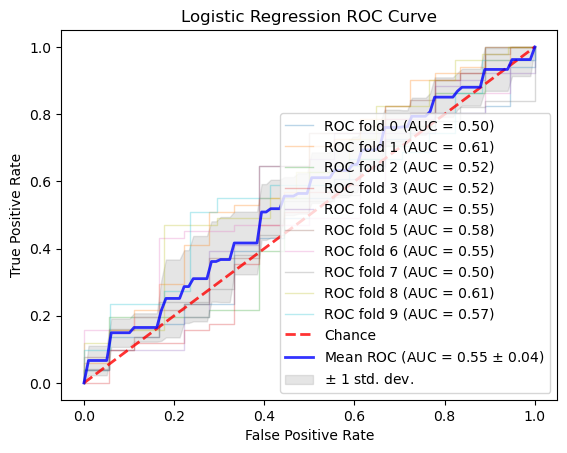 Logistic Regression ROC Curve
1.0
0.8
0.6
0.4
0.2
0.0
True Positive Rate
ROC fold 0 (AUC = 0.50)
ROC fold 1 (AUC = 0.61)
ROC fold 2 (AUC = 0.52)
ROC fold 3 (AUC = 0.52)
ROC fold 4 (AUC = 0.55)
ROC fold 5 (AUC = 0.58)
ROC fold 6 (AUC = 0.55)
ROC fold 7 (AUC = 0.50)
ROC fold 8 (AUC = 0.61)
ROC fold 9 (AUC = 0.57)
Chance
Mean ROC (AUC = 0.55 ± 0.04)
± 1 std. dev.
0.0 0.2 0.4 0.6 0.8 1.0
False Positive Rate